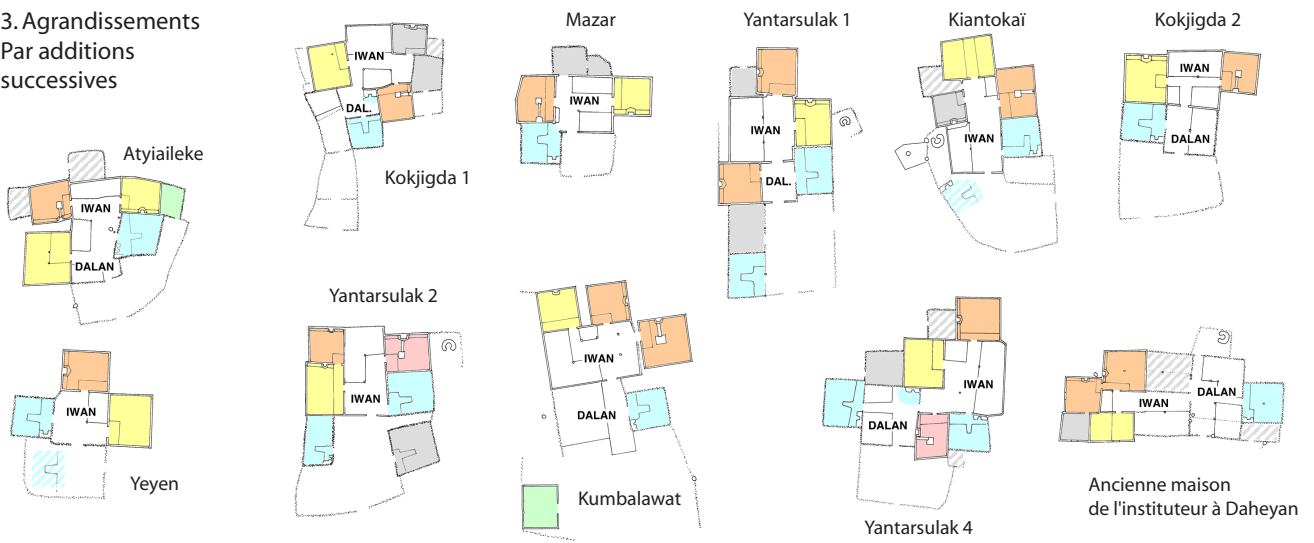 3. Agrandissements
Par additions
successives
Mazar
Yantarsulak 1
Kiantokaï
Kokjigda 2
IWAN
DAL.
Kokjigda 1
IWAN
IWAN
DAL.
IWAN
IWAN
DALAN
Atyiaileke
IWAN
DALAN
Yantarsulak 2
IWAN
IWAN
DALAN
Kumbalawat
IWAN
DALAN
Yantarsulak 4
IWAN
DALAN
Ancienne maison
de l'instituteur à Daheyan
IWAN
Yeyen